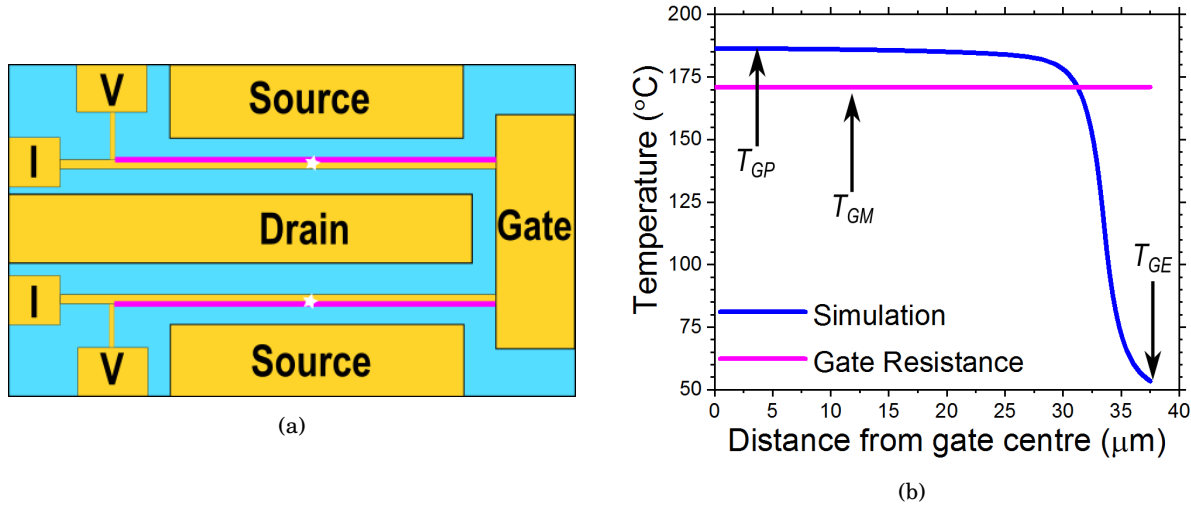 (a)
V
Source
I
Drain
Gate
I
V
Source
(b)
200
175
150
125
100
75
50
Temperature (°C)
T_GP
T_GM
T_GE
Simulation
Gate Resistance
0 5 10 15 20 25 30 35 40
Distance from gate centre (μm)
(a)
(b)